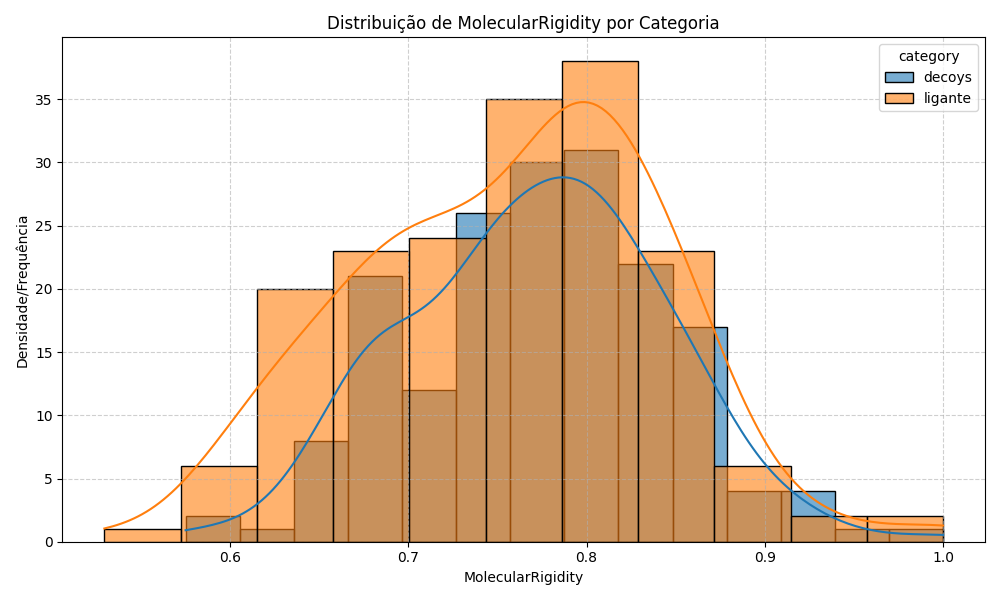 Distribuição de MolecularRigidity por Categoria
category
decoys
ligante
Densidade/Frequência
35
30
25
20
15
10
5
0
0.6
0.7
0.8
0.9
1.0
MolecularRigidity